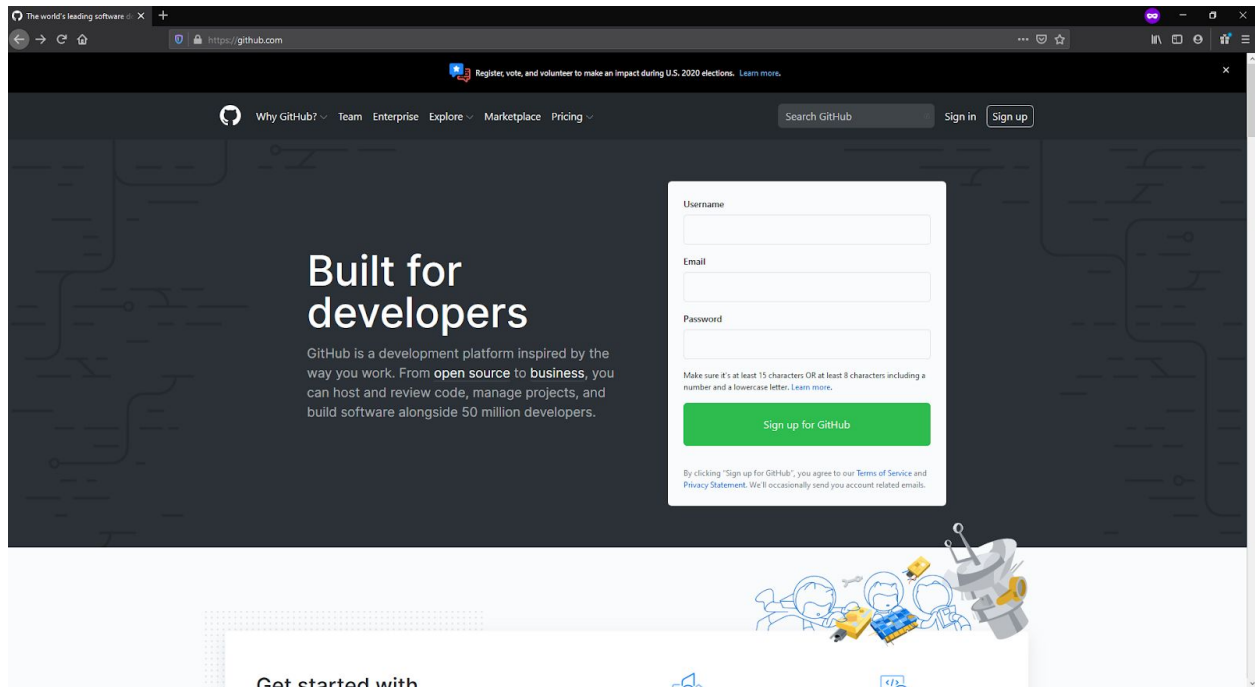 The world's leading software d
https://github.com
Register, vote, and volunteer to make an impact during U.S. 2020 elections. Learn more.
Why GitHub? Team Enterprise Explore Marketplace Pricing Search GitHub Sign in Sign up
Username
Email
Built for
developers
Password
GitHub is a development platform inspired by the
way you work. From open source to business, you
can host and review code, manage projects, and
build software alongside 50 million developers.
Make sure it's at least 15 characters OR at least 8 characters including a
number and a lowercase letter. Learn more.
Sign up for GitHub
By clicking "Sign up for GitHub", you agree to our Terms of Service and
Privacy Statement. We'll occasionally send you account related emails.
Get started with